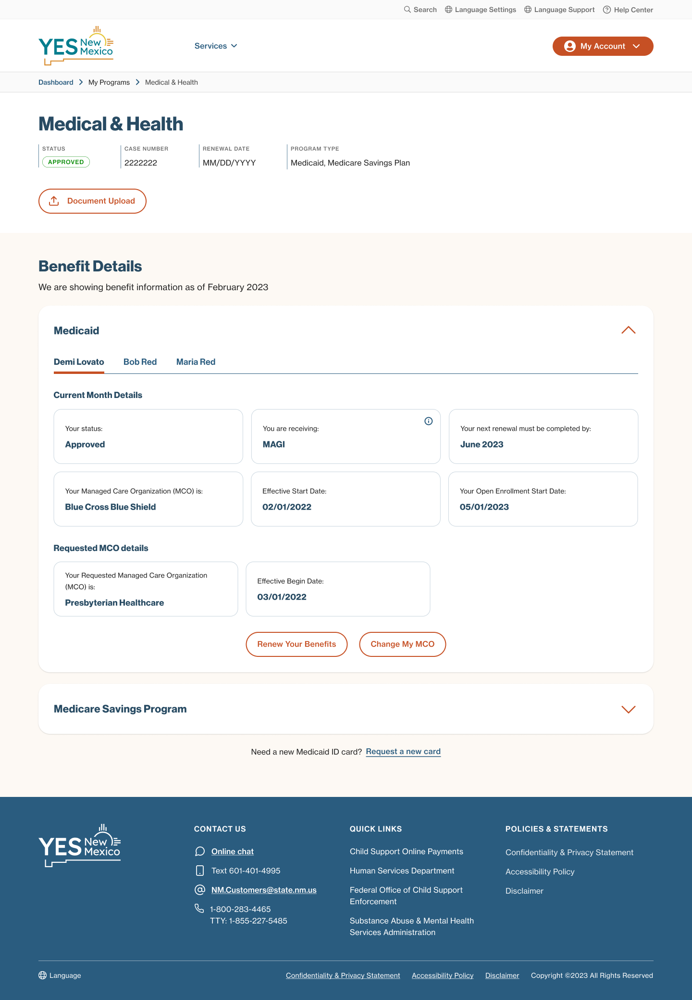 Search Language Settings Language Support Help Center
YES New Mexico
Services
My Account
Dashboard My Programs Medical & Health
Medical & Health
STATUS
APPROVED
CASE NUMBER
2222222
RENEWAL DATE
MM/DD/YYYY
PROGRAM TYPE
Medicaid, Medicare Savings Plan
Document Upload
Benefit Details
We are showing benefit information as of February 2023
Medicaid
Demi Lovato Bob Red Maria Red
Current Month Details
Your status:
Approved
You are receiving:
MAGI
Your next renewal must be completed by:
June 2023
Your Managed Care Organization (MCO) is:
Blue Cross Blue Shield
Effective Start Date:
02/01/2022
Your Open Enrollment Start Date:
05/01/2023
Requested MCO details
Your Requested Managed Care Organization
(MCO) is:
Presbyterian Healthcare
Effective Begin Date:
03/01/2022
Renew Your Benefits Change My MCO
Medicare Savings Program
Need a new Medicaid ID card? Request a new card
YES New Mexico
CONTACT US
Online chat
Text 601-401-4995
NM.Customers@state.nm.us
1-800-283-4465
TTY: 1-855-227-5485
QUICK LINKS
Child Support Online Payments
Human Services Department
Federal Office of Child Support
Enforcement
Substance Abuse & Mental Health
Services Administration
POLICIES & STATEMENTS
Confidentiality & Privacy Statement
Accessibility Policy
Disclaimer
Language
Confidentiality & Privacy Statement Accessibility Policy Disclaimer Copyright ©2023 All Rights Reserved